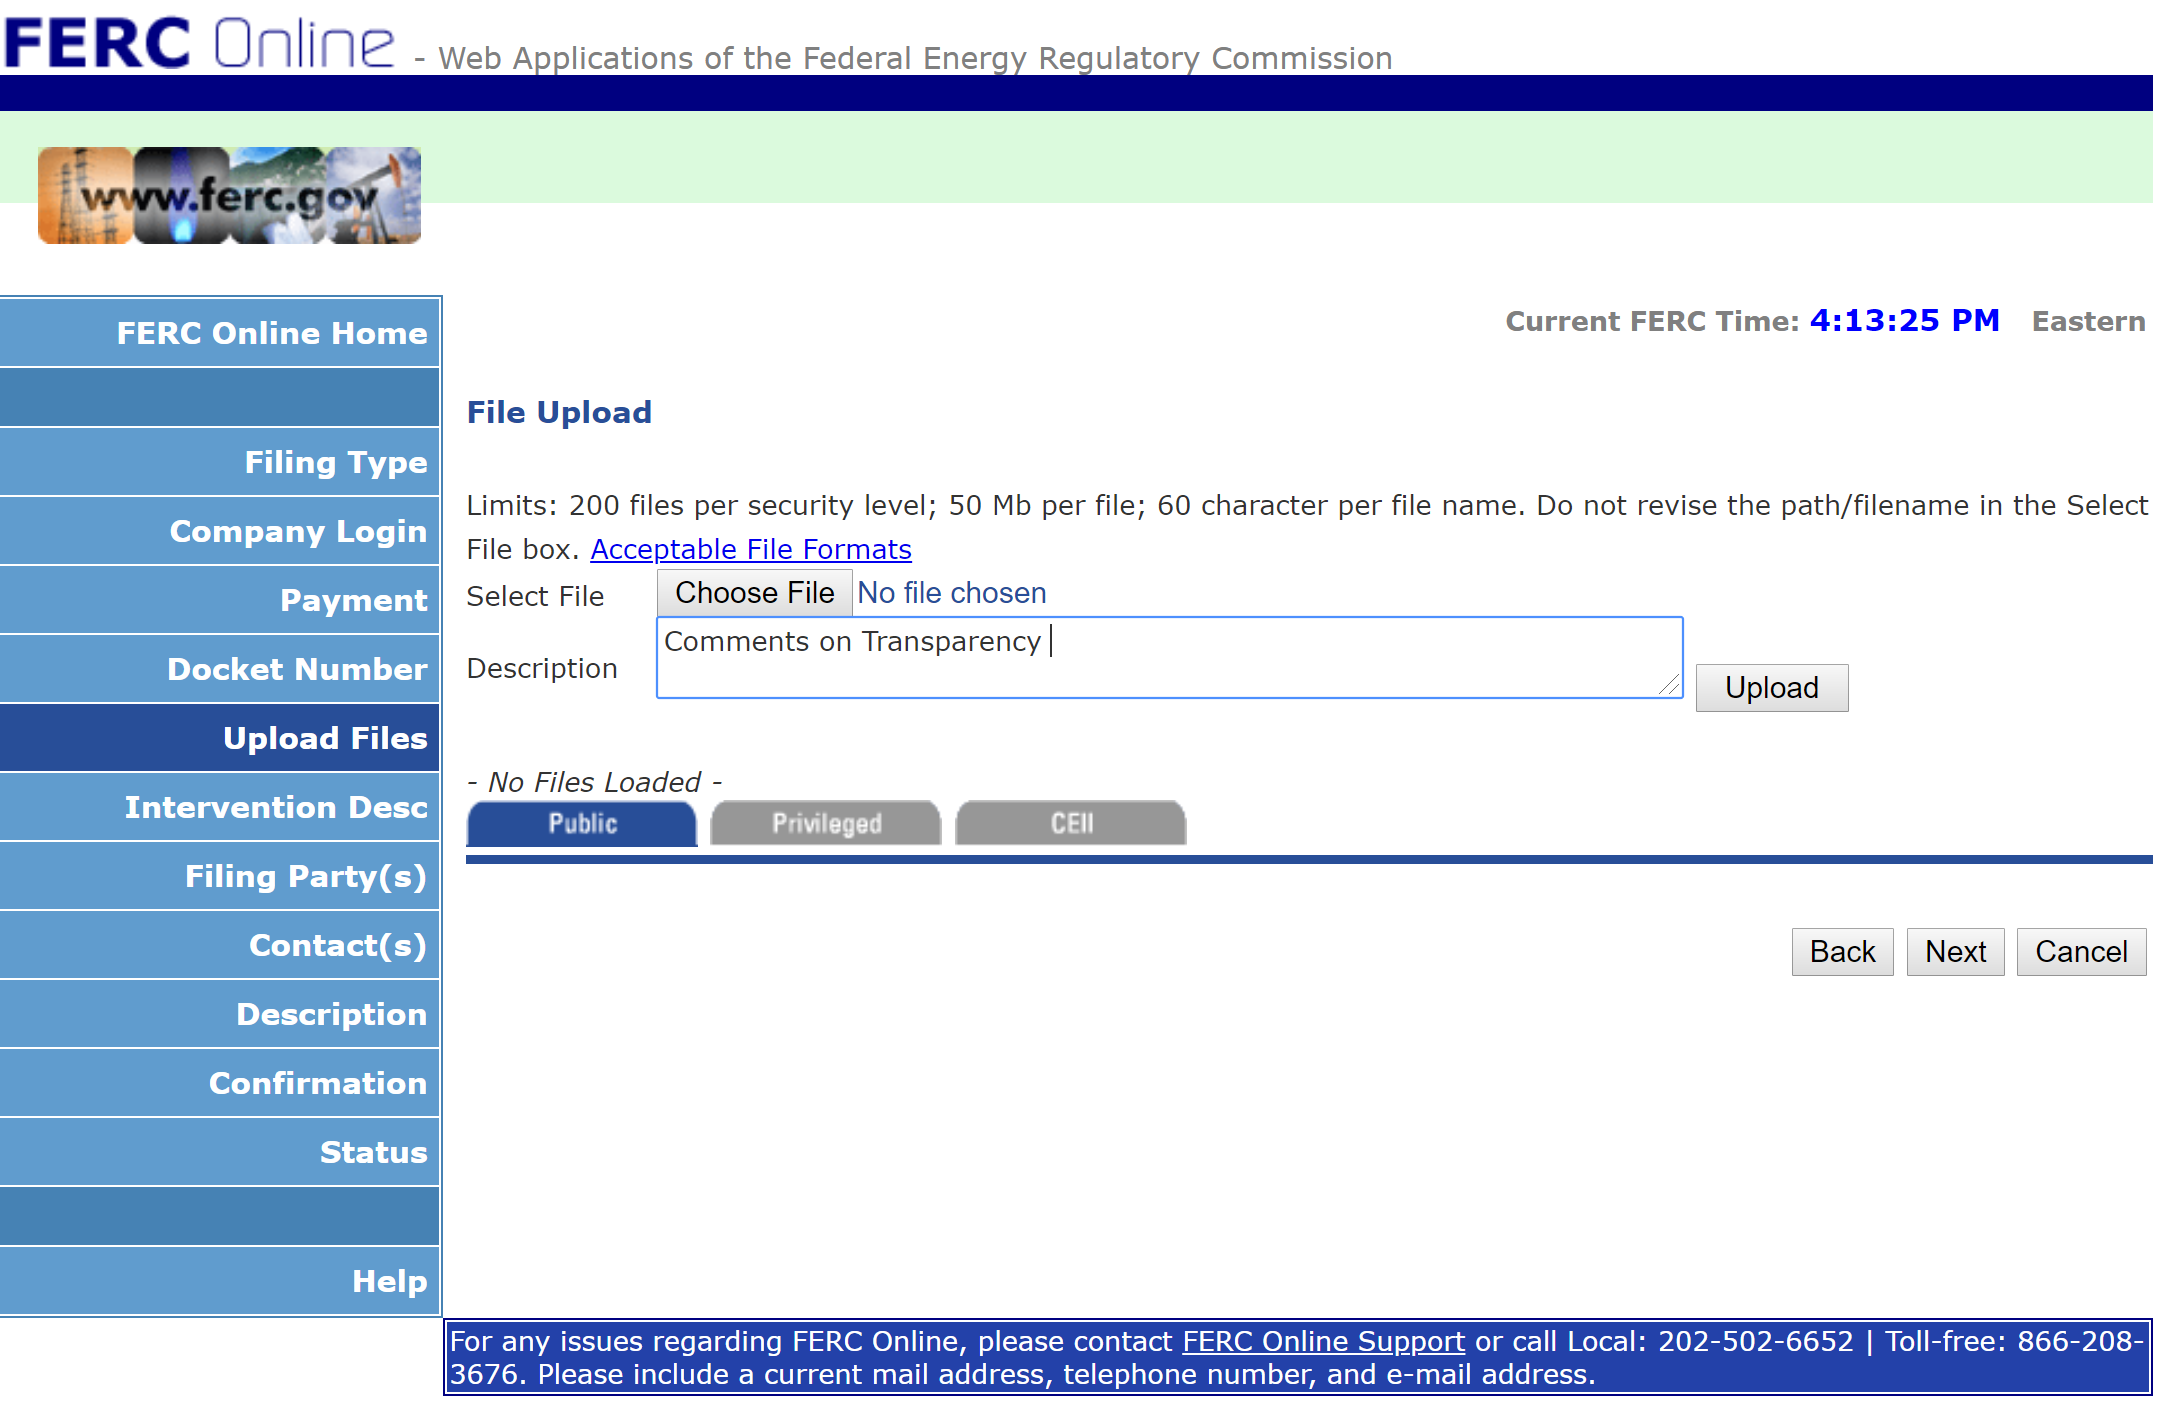 FERC Online - Web Applications of the Federal Energy Regulatory Commission
www.ferc.gov
Current FERC Time: 4:13:25 PM Eastern
FERC Online Home
Filing Type
Company Login
Payment
Docket Number
Upload Files
Intervention Desc
Filing Party(s)
Contact(s)
Description
Confirmation
Status
Help
File Upload
Limits: 200 files per security level; 50 Mb per file; 60 character per file name. Do not revise the path/filename in the Select
File box. Acceptable File Formats
Select File Choose File No file chosen
Description Comments on Transparency
Upload
- No Files Loaded -
Public Privileged CEII
Back Next Cancel
For any issues regarding FERC Online, please contact FERC Online Support or call Local: 202-502-6652 | Toll-free: 866-208-
3676. Please include a current mail address, telephone number, and e-mail address.